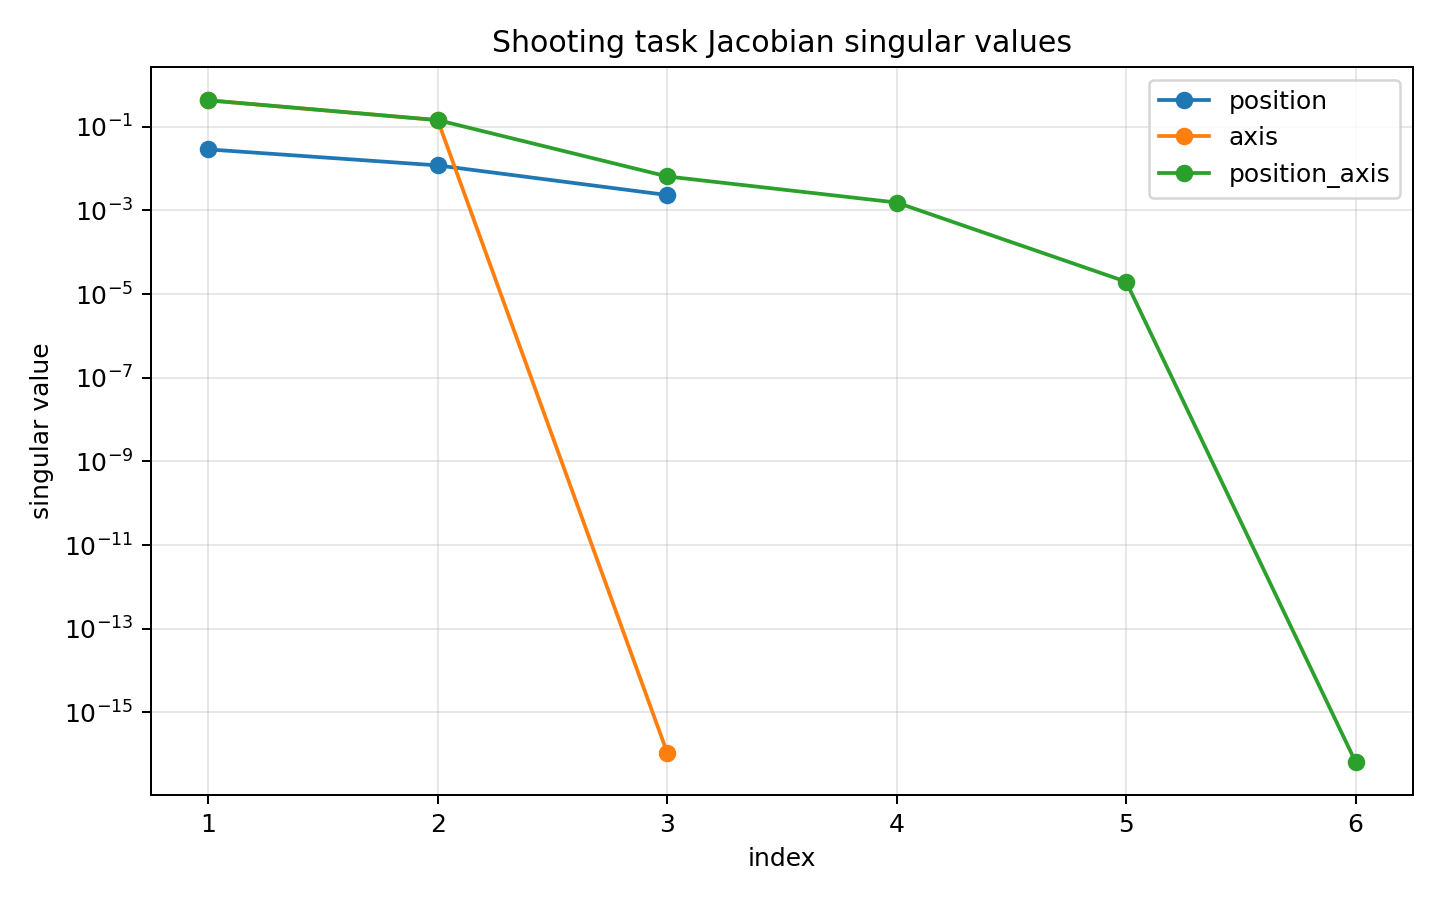 Shooting task Jacobian singular values
position
axis
position_axis
singular value
10⁻¹
10⁻³
10⁻⁵
10⁻⁷
10⁻⁹
10⁻¹¹
10⁻¹³
10⁻¹⁵
1 2 3 4 5 6
index